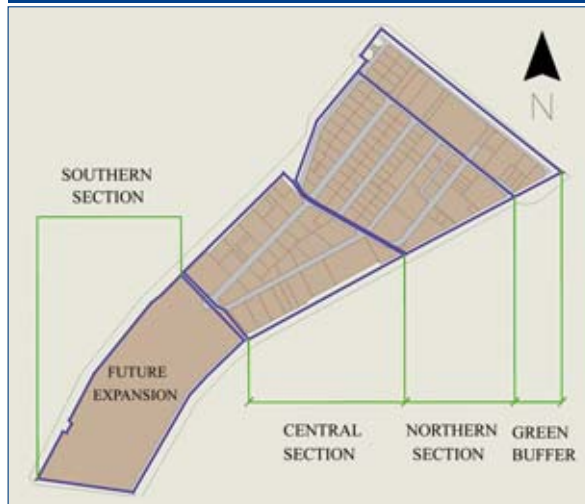 N
SOUTHERN
SECTION
FUTURE
EXPANSION
CENTRAL
SECTION
NORTHERN
SECTION
GREEN
BUFFER